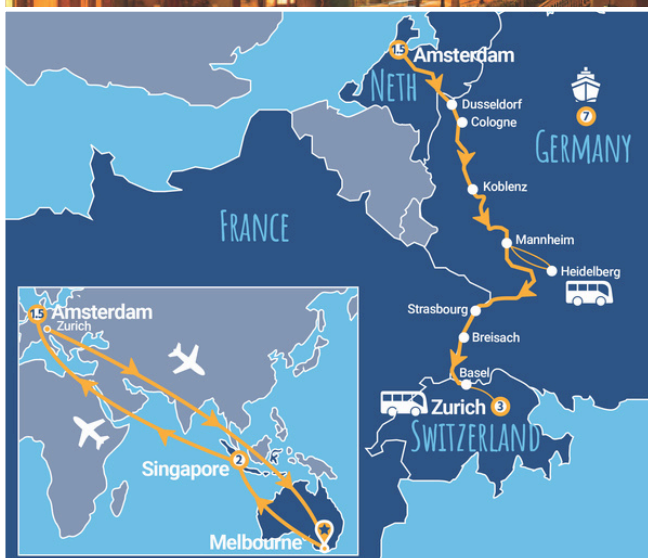 1.5 Amsterdam
NETH
Dusseldorf
Cologne
7
GERMANY
Koblenz
FRANCE
Mannheim
Heidelberg
Strasbourg
Breisach
Basel
Zurich 3
SWITZERLAND
1.5 Amsterdam
Zurich
Singapore 2
Melbourne